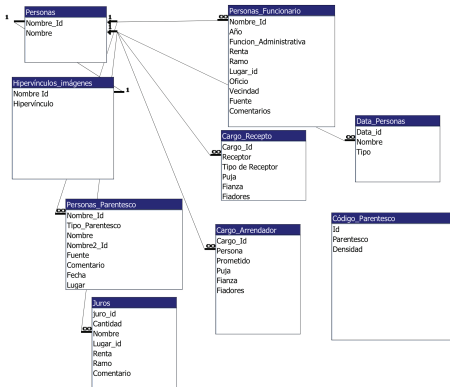 Personas
Nombre_Id
Nombre
1
1
1
1
Hipervínculos_imágenes
Nombre Id
Hipervínculo
Personas_Funcionario
Nombre_Id
Año
Funcion_Administrativa
Renta
Ramo
Lugar_id
Oficio
Vecindad
Fuente
Comentarios
Data_Personas
Data_id
Nombre
Tipo
Cargo_Recepto
Cargo_Id
Receptor
Tipo de Receptor
Puja
Fianza
Fiadores
Personas_Parentesco
Nombre_Id
Tipo_Parentesco
Nombre
Nombre2_Id
Fuente
Comentario
Fecha
Lugar
Cargo_Arrendador
Cargo_Id
Persona
Prometido
Puja
Fianza
Fiadores
Código_Parentesco
Id
Parentesco
Densidad
Juros
juro_id
Cantidad
Nombre
Lugar_id
Renta
Ramo
Comentario
∞
∞
∞
∞
∞
∞